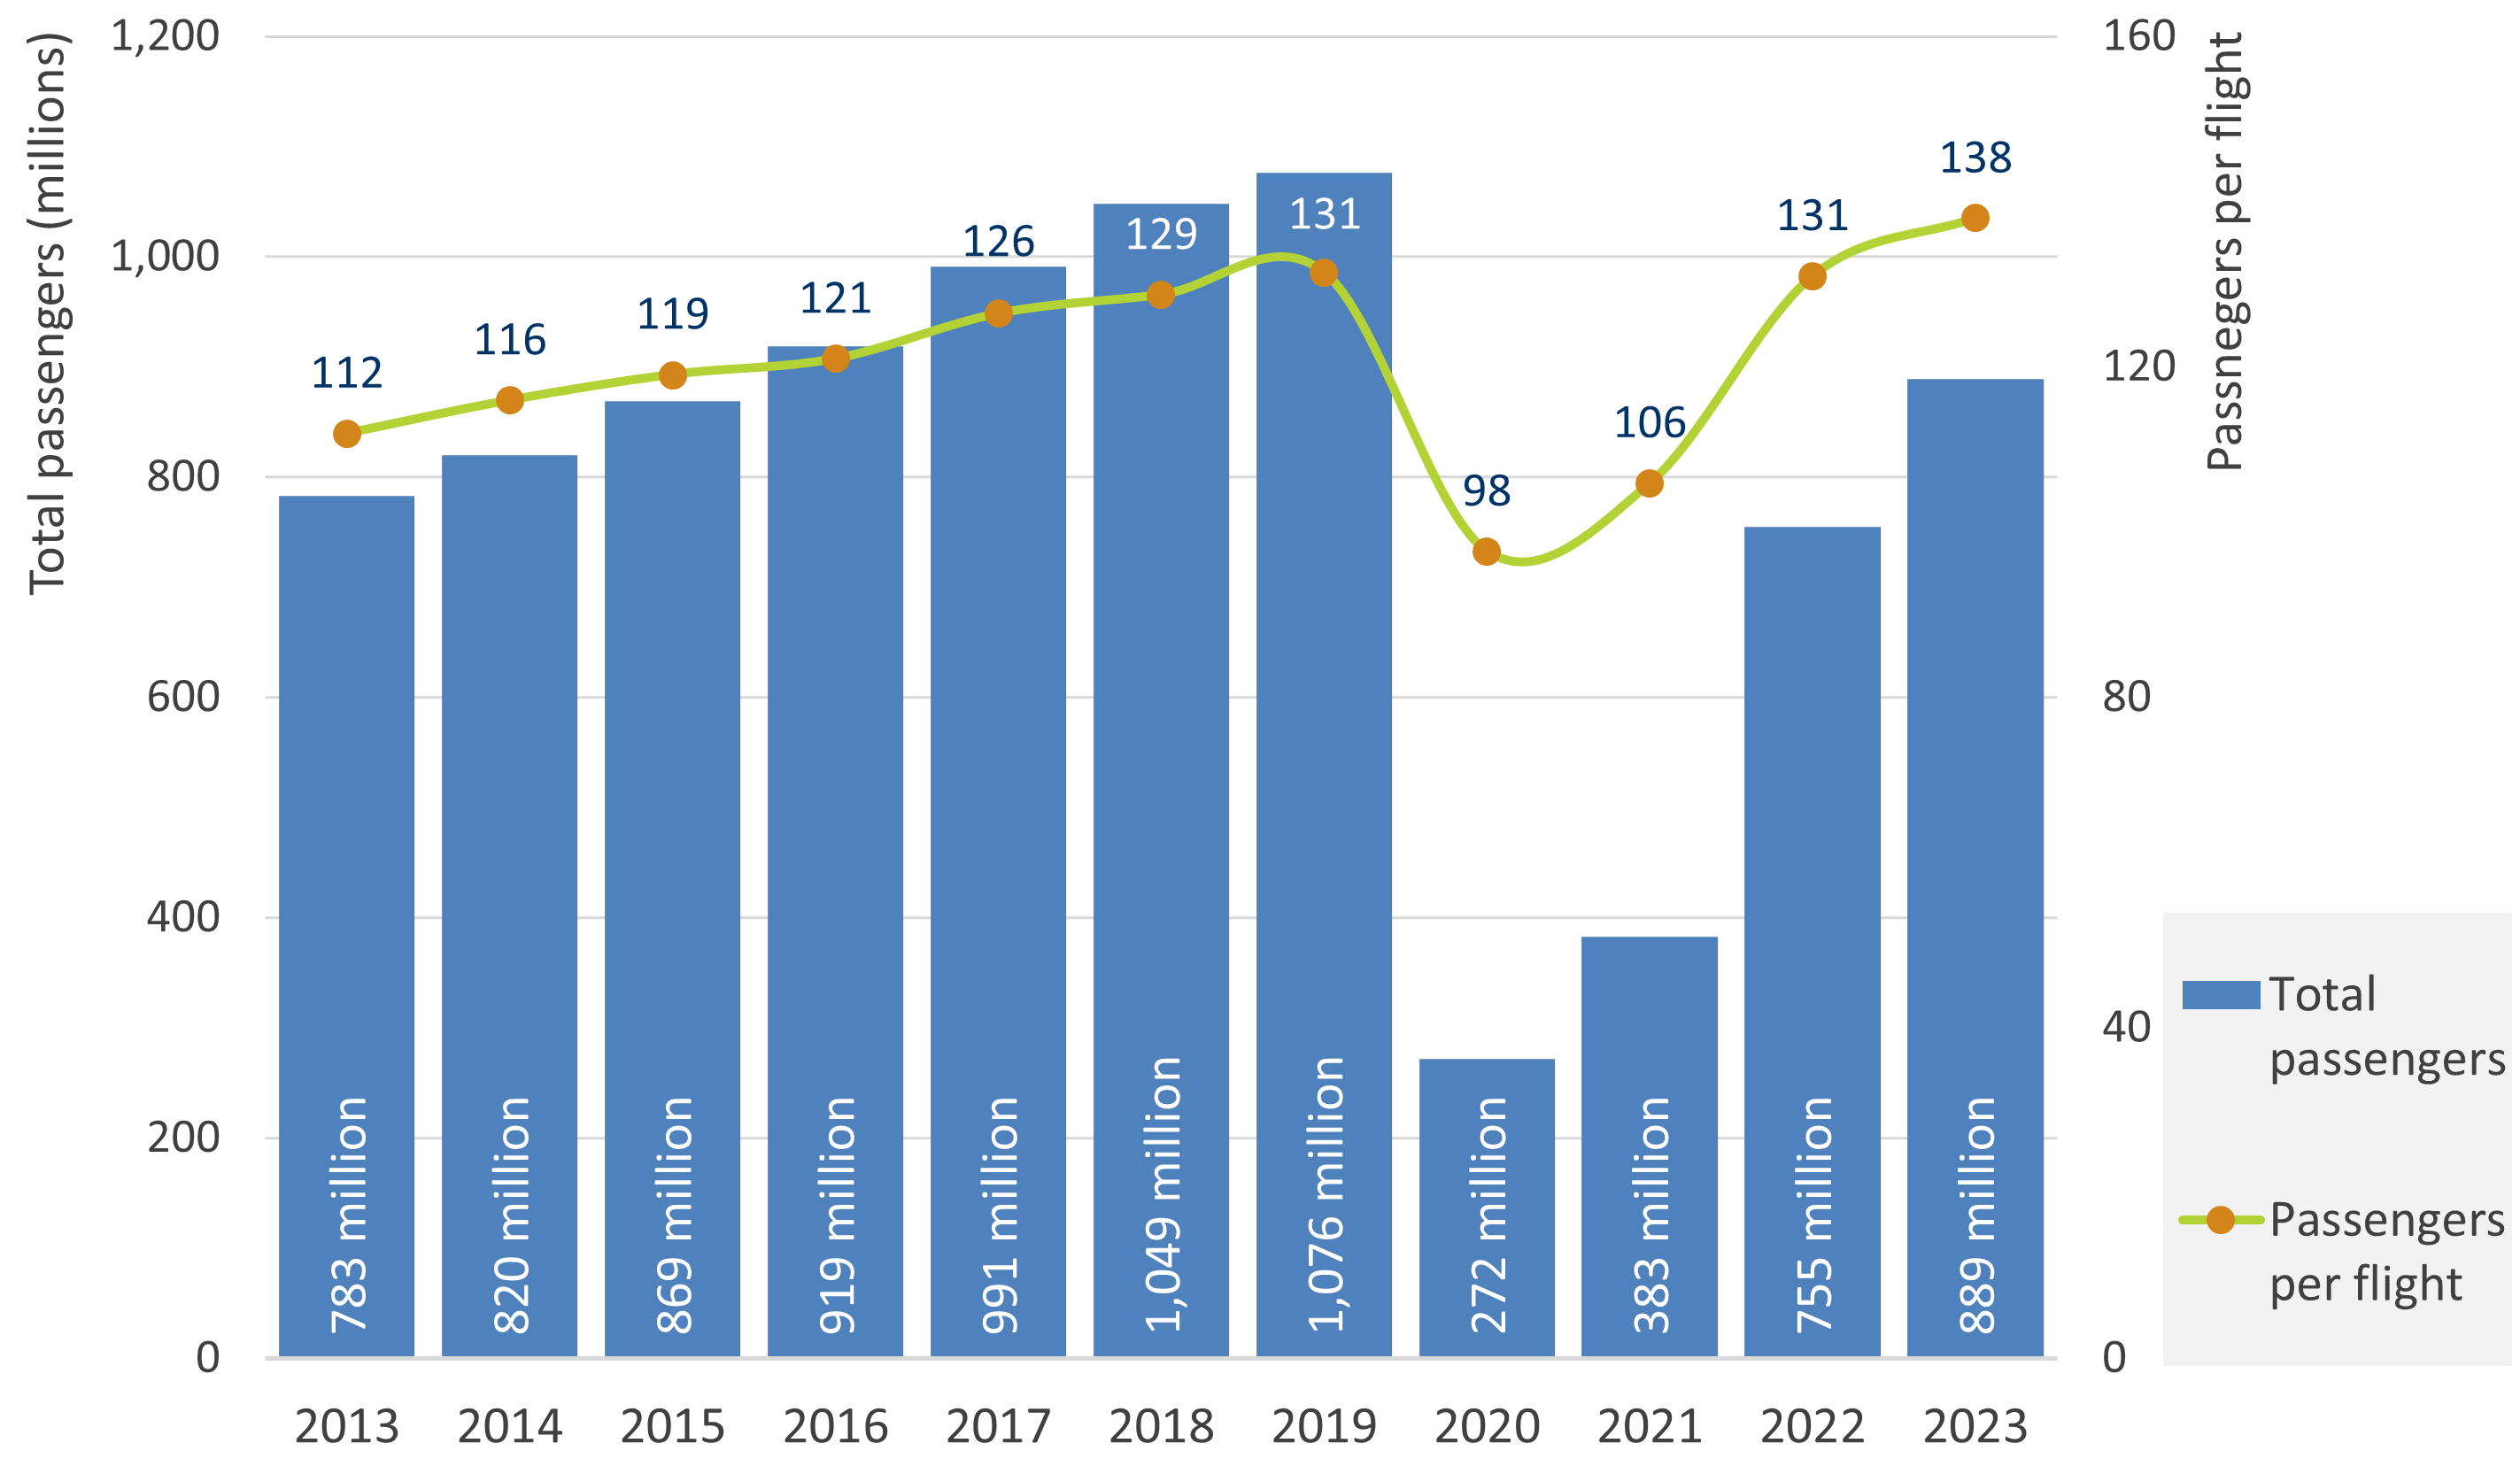 Total passengers (millions)
1,200
1,000
800
600
400
200
0
160
120
80
40
0
Passnegers per flight
112
116
119
121
126
129
131
98
106
131
138
783 million
820 million
869 million
919 million
991 million
1,049 million
1,076 million
272 million
383 million
755 million
889 million
2013
2014
2015
2016
2017
2018
2019
2020
2021
2022
2023
Total
passengers
Passengers
per flight